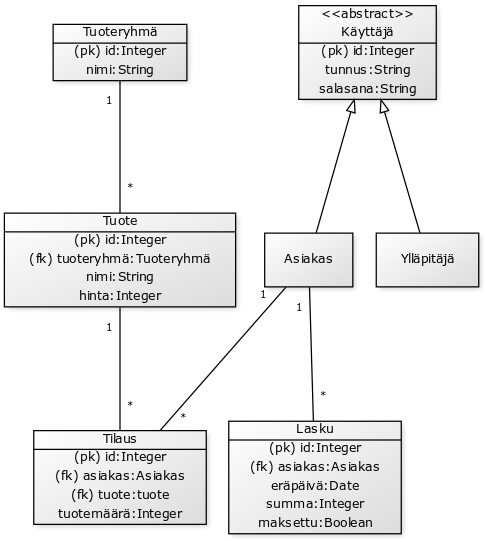 Tuoteryhmä
(pk) id:Integer
nimi:String
<<abstract>>
Käyttäjä
(pk) id:Integer
tunnus:String
salasana:String
1
*
Tuote
(pk) id:Integer
(fk) tuoteryhmä:Tuoteryhmä
nimi:String
hinta:Integer
Asiakas
Ylläpitäjä
1
1
1
*
*
*
Tilaus
(pk) id:Integer
(fk) asiakas:Asiakas
(fk) tuote:tuote
tuotemäärä:Integer
Lasku
(pk) id:Integer
(fk) asiakas:Asiakas
eräpäivä:Date
summa:Integer
maksettu:Boolean